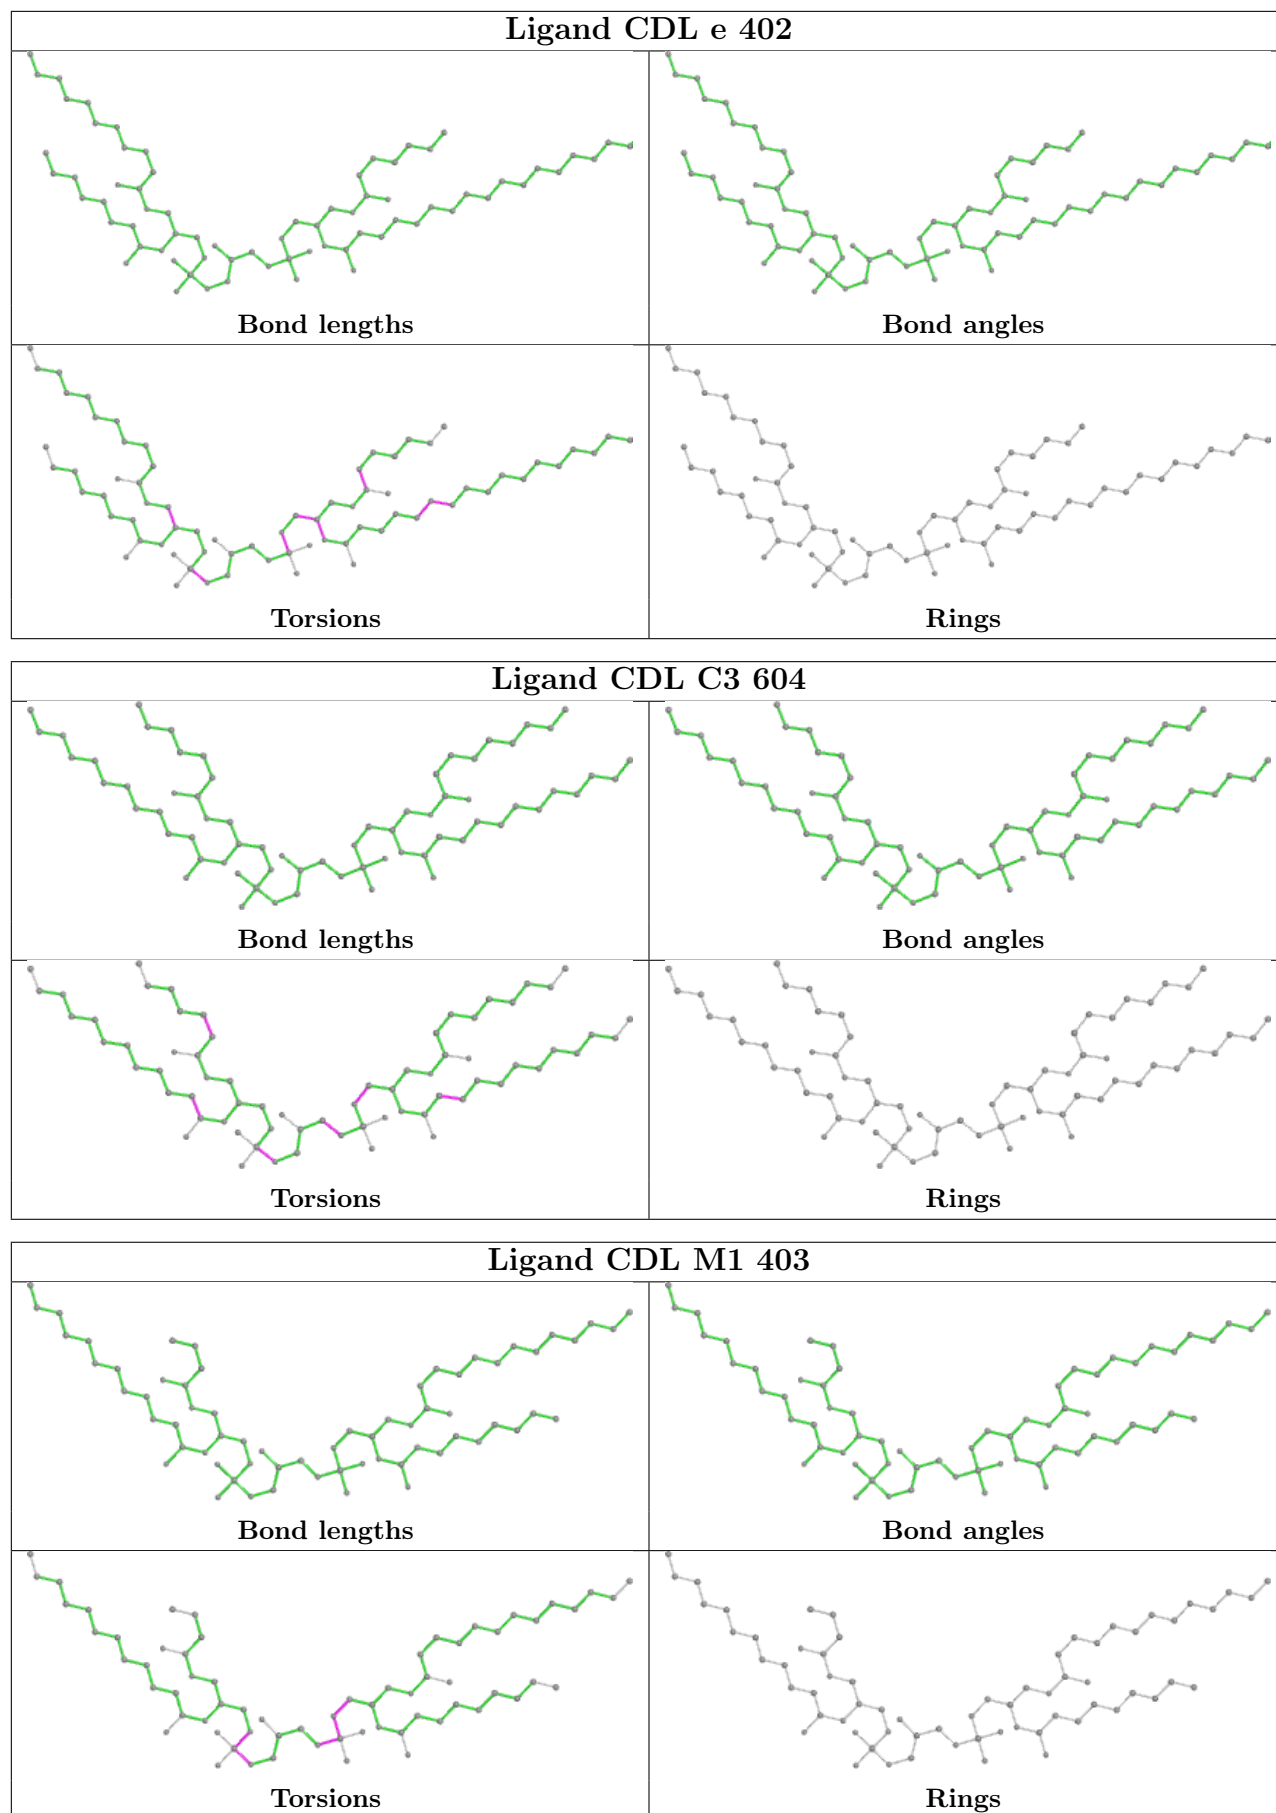 Ligand CDL e 402
Bond lengths
Bond angles
Torsions
Rings
Ligand CDL C3 604
Bond lengths
Bond angles
Torsions
Rings
Ligand CDL M1 403
Bond lengths
Bond angles
Torsions
Rings